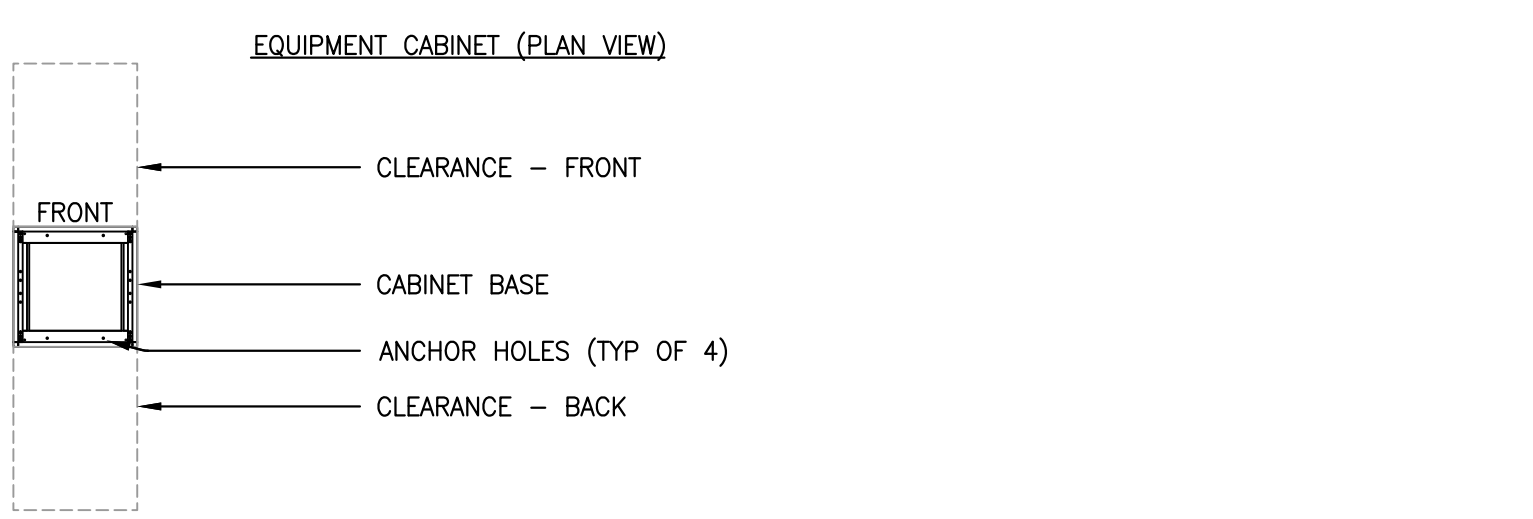 EQUIPMENT CABINET (PLAN VIEW)
CLEARANCE - FRONT
FRONT
CABINET BASE
ANCHOR HOLES (TYP OF 4)
CLEARANCE - BACK